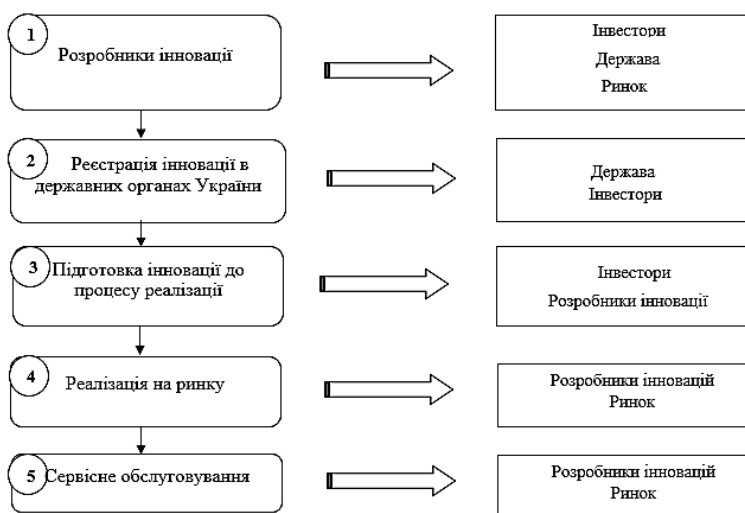 1
Розробники інновації
Інвестори
Держава
Ринок
2
Реєстрація інновації в
державних органах України
Держава
Інвестори
3
Підготовка інновації до
процесу реалізації
Інвестори
Розробники інновації
4
Реалізація на ринку
Розробники інновацій
Ринок
5
Сервісне обслуговування
Розробники інновацій
Ринок